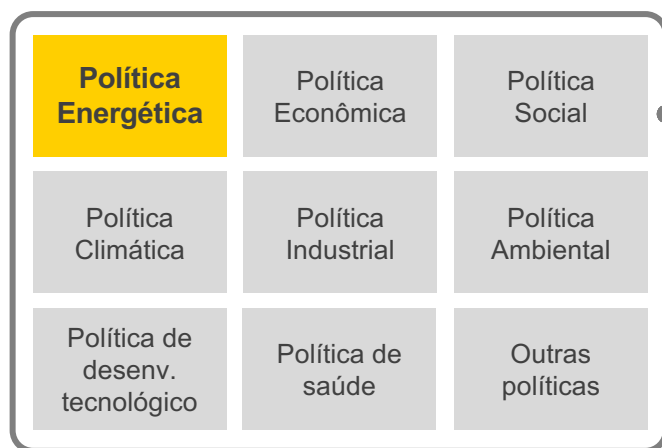 Política
Energética
Política
Econômica
Política
Social
Política
Climática
Política
Industrial
Política
Ambiental
Política de
desenv.
tecnológico
Política de
saúde
Outras
políticas